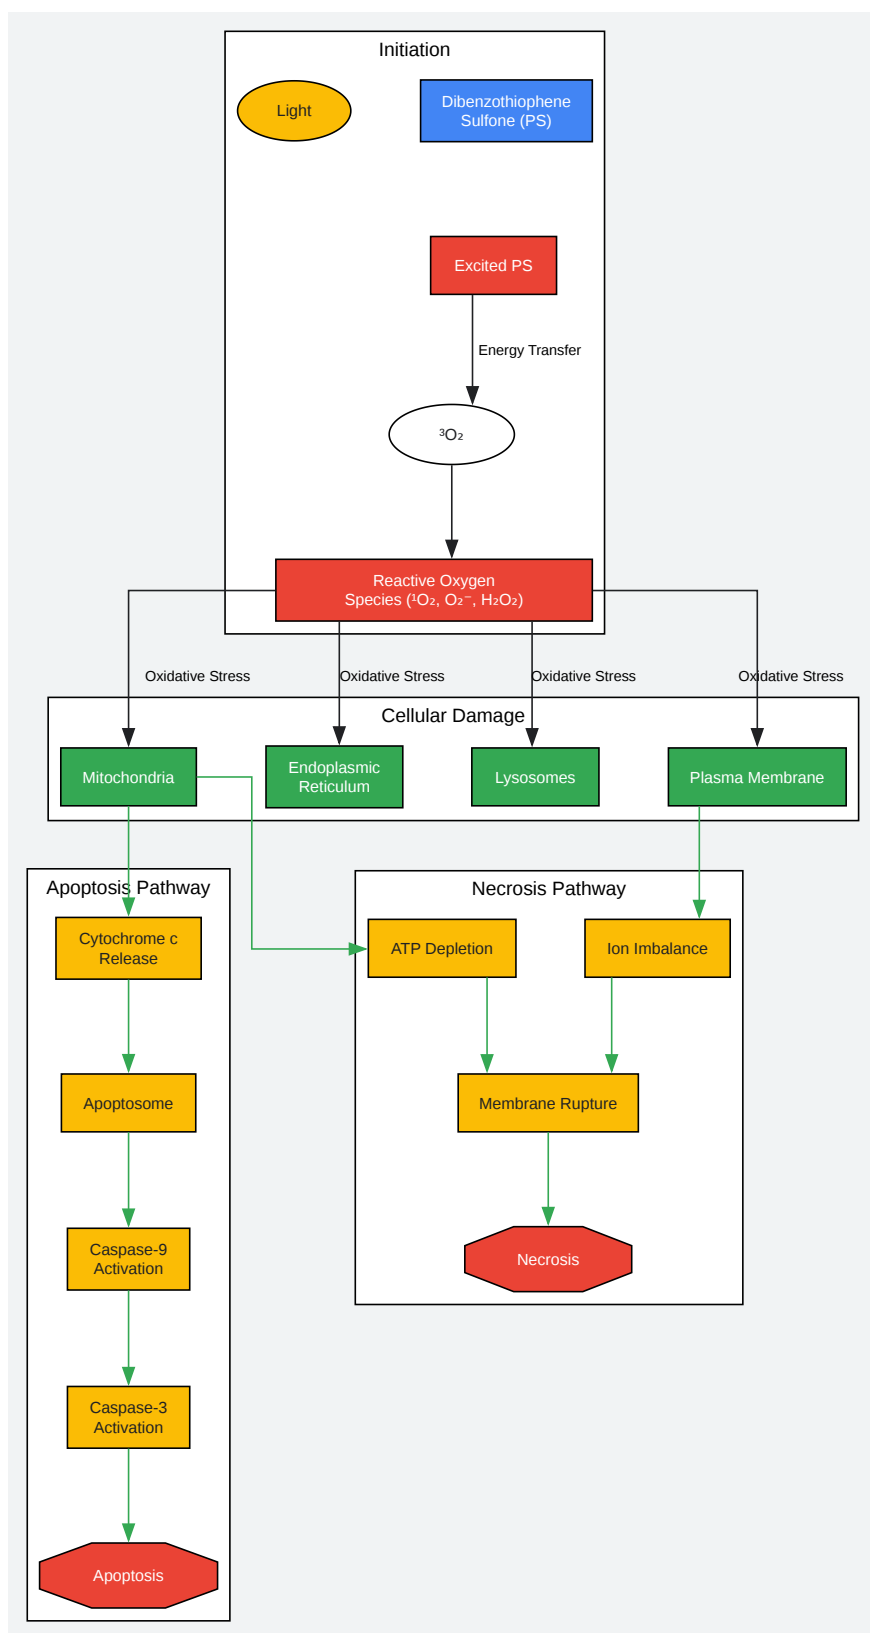 Initiation
Light
Dibenzothiophene
Sulfone (PS)
Excited PS
Energy Transfer
³O₂
Reactive Oxygen
Species (¹O₂, O₂⁻, H₂O₂)
Oxidative Stress
Oxidative Stress
Oxidative Stress
Oxidative Stress
Cellular Damage
Mitochondria
Endoplasmic
Reticulum
Lysosomes
Plasma Membrane
Apoptosis Pathway
Cytochrome c
Release
Apoptosome
Caspase-9
Activation
Caspase-3
Activation
Apoptosis
Necrosis Pathway
ATP Depletion
Ion Imbalance
Membrane Rupture
Necrosis